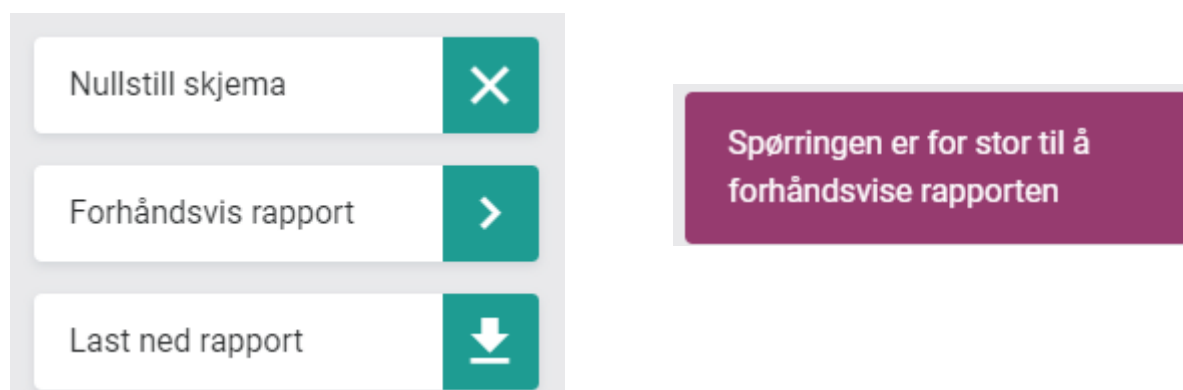 Nullstill skjema
Forhåndsvis rapport
Last ned rapport
Spørringen er for stor til å
forhåndsvise rapporten